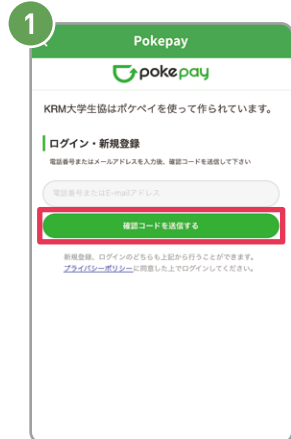 1
Pokepay
pokepay
KRM大学生協はポケペイを使って作られています。
ログイン・新規登録
電話番号またはメールアドレスを入力後、確認コードを送信して下さい
電話番号またはE-mailアドレス
確認コードを送信する
新規登録、ログインのどちらも上記から行うことができます。
プライバシーポリシーに同意した上でログインしてください。